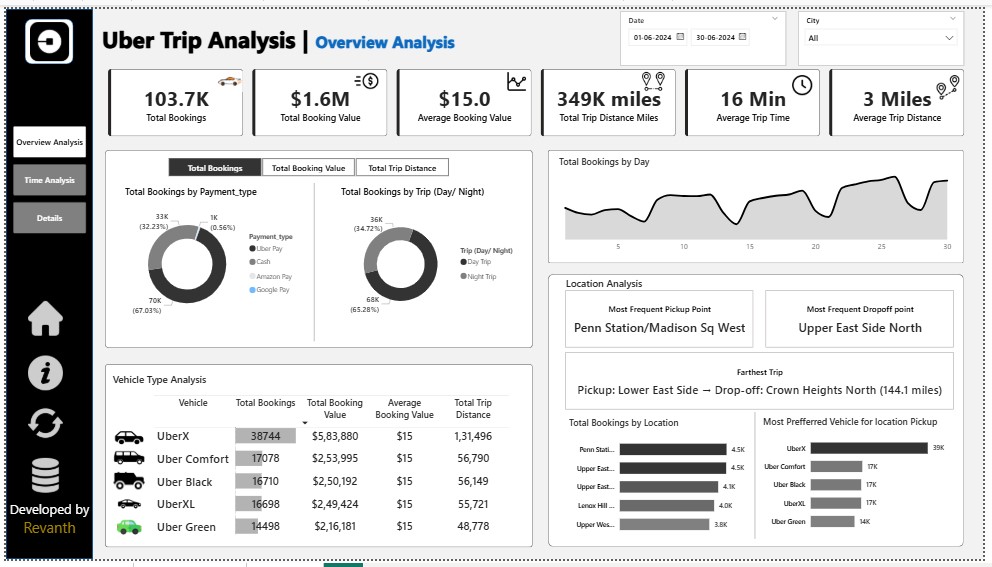 Uber Trip Analysis | Overview Analysis
Date
01-06-2024 30-06-2024
City
All
Overview Analysis
Time Analysis
Details
Developed by
Revanth
103.7K
Total Bookings
$1.6M
Total Booking Value
$15.0
Average Booking Value
349K miles
Total Trip Distance Miles
16 Min
Average Trip Time
3 Miles
Average Trip Distance
Total Bookings Total Booking Value Total Trip Distance
Total Bookings by Payment_type
33K
(32.23%)
1K
(0.56%)
70K
(67.03%)
Payment_type
Uber Pay
Cash
Amazon Pay
Google Pay
Total Bookings by Trip (Day/ Night)
36K
(34.72%)
68K
(65.28%)
Trip (Day/ Night)
Day Trip
Night Trip
Total Bookings by Day
5 10 15 20 25 30
Vehicle Type Analysis
Vehicle Total Bookings Total Booking Value Average Booking Value Total Trip Distance
UberX 38744 $5,83,880 $15 1,31,496
Uber Comfort 17078 $2,53,995 $15 56,790
Uber Black 16710 $2,50,192 $15 56,149
UberXL 16698 $2,49,424 $15 55,721
Uber Green 14498 $2,16,181 $15 48,778
Location Analysis
Most Frequent Pickup Point
Penn Station/Madison Sq West
Most Frequent Dropoff point
Upper East Side North
Farthest Trip
Pickup: Lower East Side → Drop-off: Crown Heights North (144.1 miles)
Total Bookings by Location
Penn Stati... 4.5K
Upper East... 4.5K
Upper East... 4.1K
Lenox Hill ... 4.0K
Upper Wes... 3.8K
Most Prefferred Vehicle for location Pickup
UberX 39K
Uber Comfort 17K
Uber Black 17K
UberXL 17K
Uber Green 14K